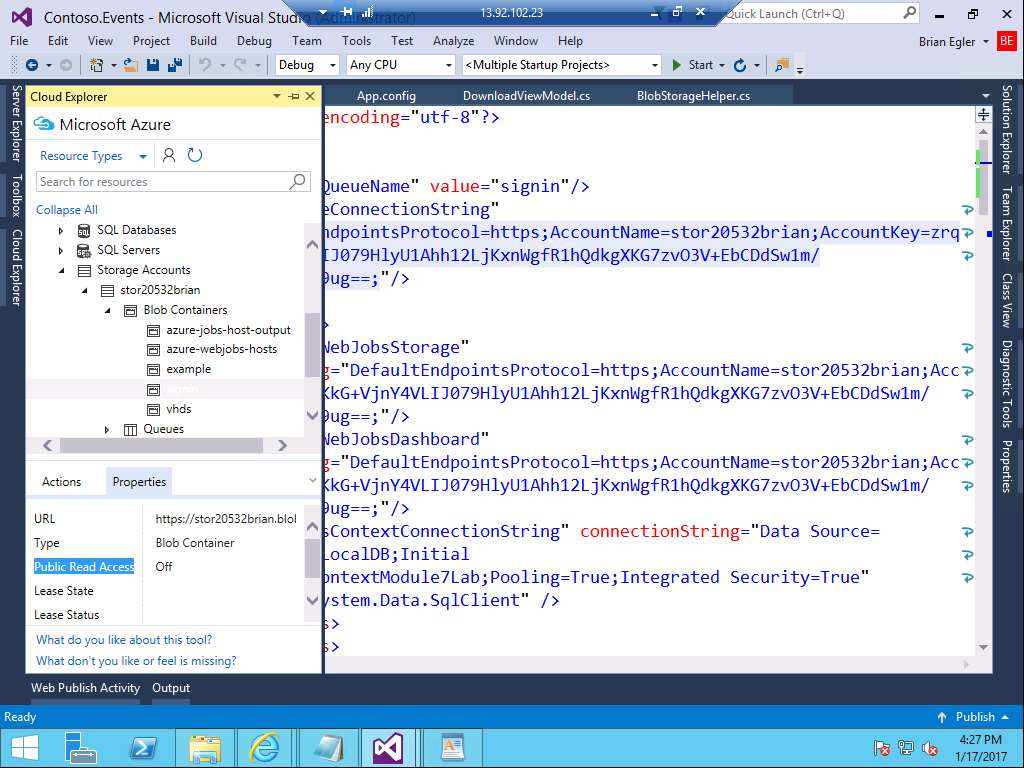 Contoso.Events - Microsoft Visual Studio (Administrator)
13.92.102.23
Quick Launch (Ctrl+Q)
File Edit View Project Build Debug Team Tools Test Analyze Window Help
Brian Egler BE
Debug Any CPU <Multiple Startup Projects> Start
Server Explorer
Toolbox
Cloud Explorer
Cloud Explorer
Microsoft Azure
Resource Types
Search for resources
Collapse All
SQL Databases
SQL Servers
Storage Accounts
stor20532brian
Blob Containers
azure-jobs-host-output
azure-webjobs-hosts
example
vhds
Queues
Actions Properties
URL https://stor20532brian.blol
Type Blob Container
Public Read Access Off
Lease State
Lease Status
What do you like about this tool?
What don't you like or feel is missing?
App.config DownloadViewModel.cs BlobStorageHelper.cs
encoding="utf-8"?>
QueueName" value="signin"/>
eConnectionString"
ndpointsProtocol=https;AccountName=stor20532brian;AccountKey=zrq
IJ079HlyU1Ahh12LjKxnWgfR1hQdkgXKG7zvO3V+EbCDdSw1m/
9ug==;"/>
>
WebJobsStorage"
g="DefaultEndpointsProtocol=https;AccountName=stor20532brian;Acc
KkG+VjnY4VLIJ079HlyU1Ahh12LjKxnWgfR1hQdkgXKG7zvO3V+EbCDdSw1m/
9ug==;"/>
WebJobsDashboard"
g="DefaultEndpointsProtocol=https;AccountName=stor20532brian;Acc
KkG+VjnY4VLIJ079HlyU1Ahh12LjKxnWgfR1hQdkgXKG7zvO3V+EbCDdSw1m/
9ug==;"/>
sContextConnectionString" connectionString="Data Source=
LocalDB;Initial
ontextModule7Lab;Pooling=True;Integrated Security=True"
ystem.Data.SqlClient" />
s>
s>
Solution Explorer
Team Explorer
Class View
Diagnostic Tools
Properties
Web Publish Activity Output
Ready
Publish
4:27 PM
1/17/2017